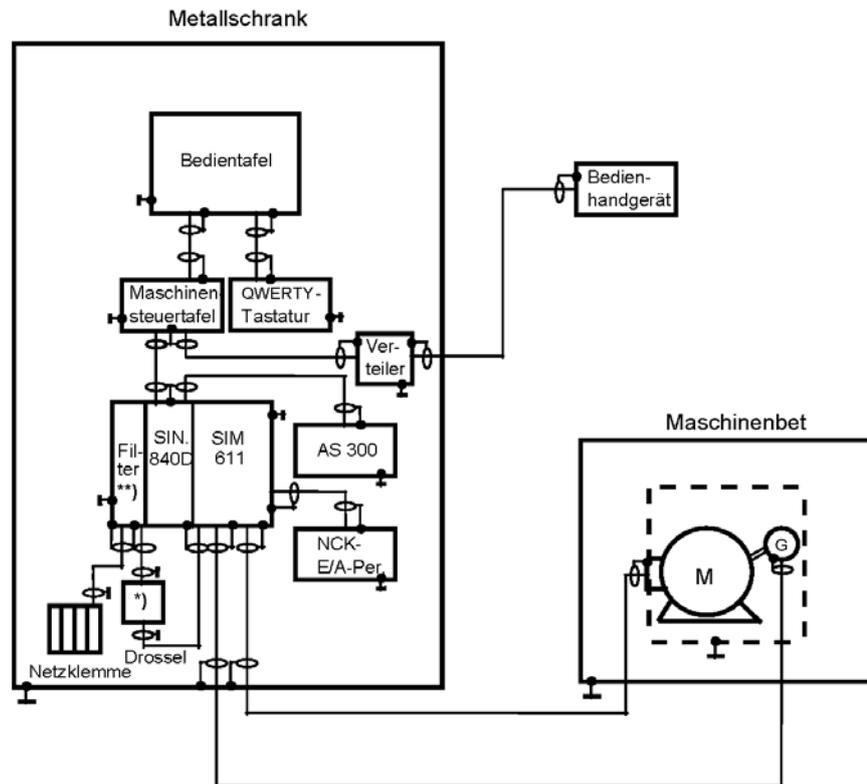 Metallschrank
Bedientafel
Bedien-
handgerät
Maschinen-
steuertafel
QWERTY-
Tastatur
Ver-
teiler
Fil-
ter
**)
SIN.
840D
SIM
611
AS 300
Maschinenbet
NCK-
E/A-Per.
G
M
*)
Drossel
Netzklemme